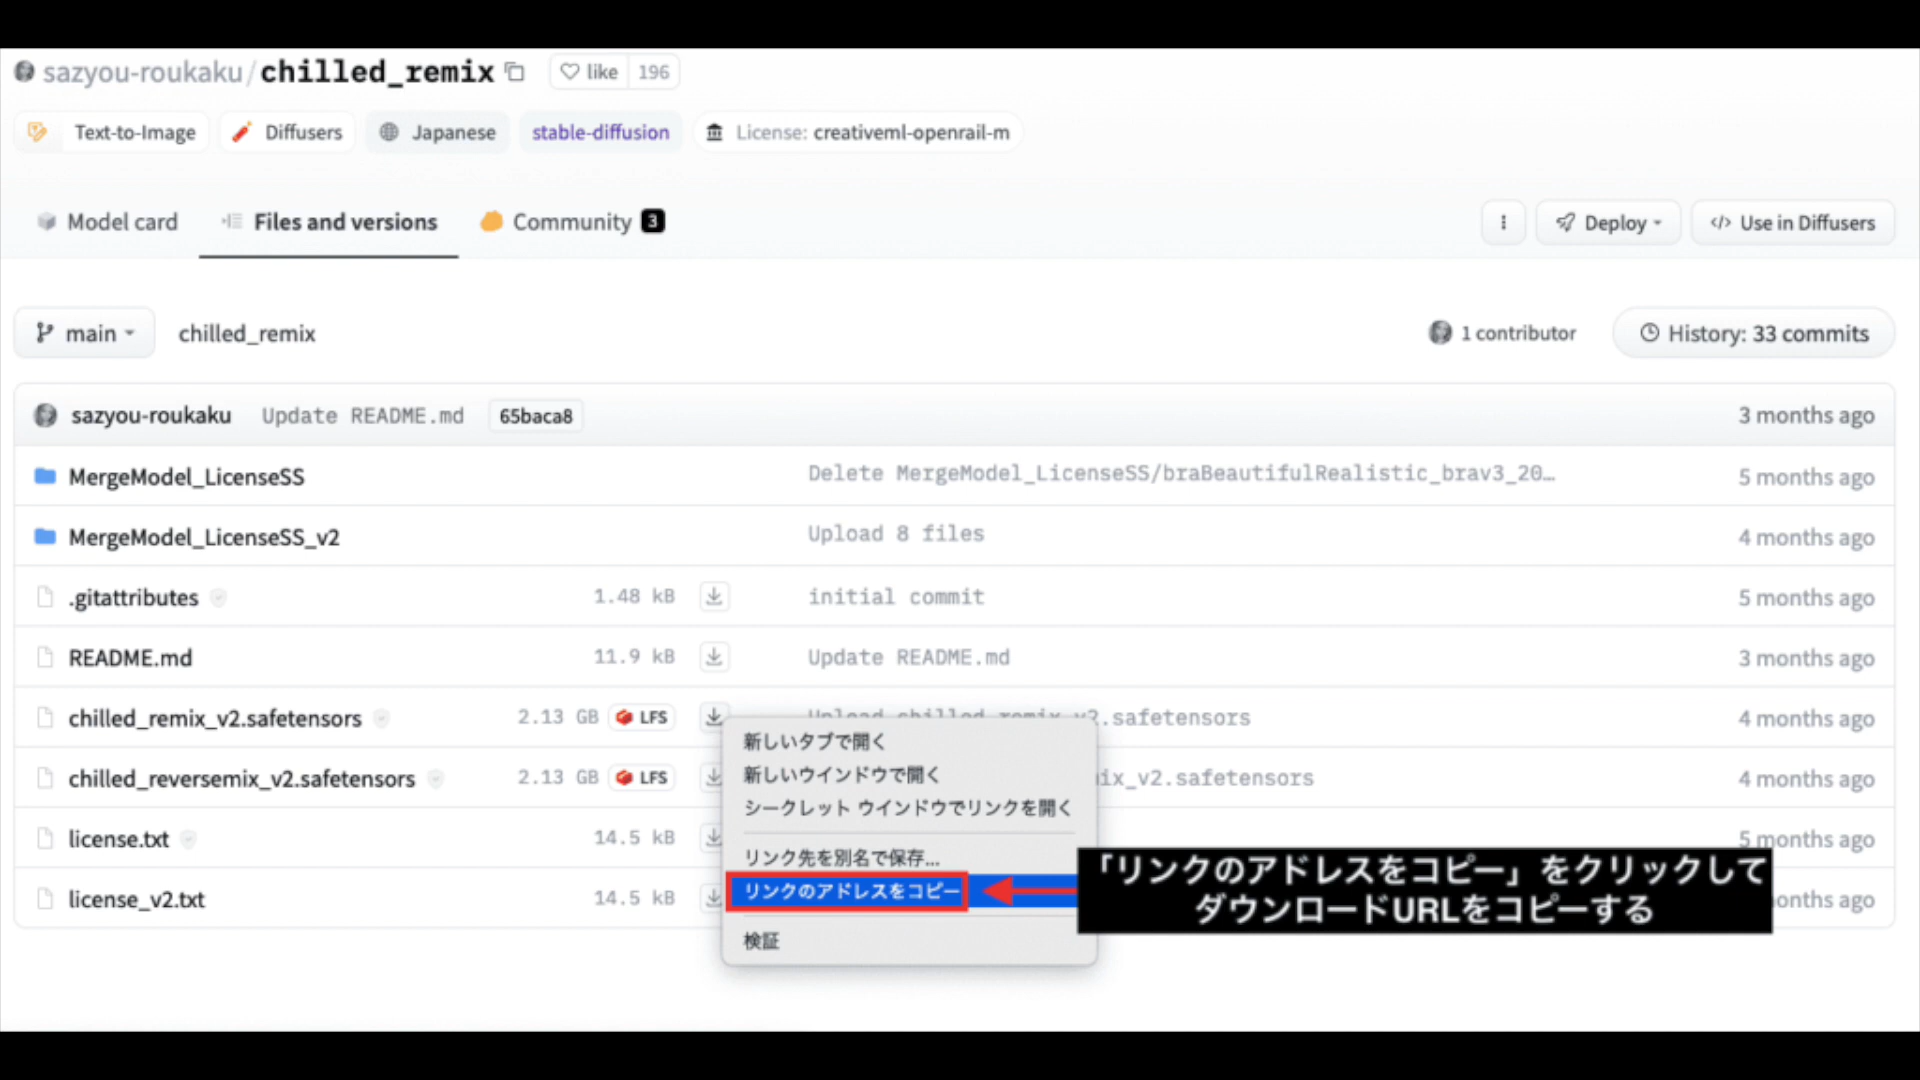 sazyou-roukaku/chilled_remix like 196
Text-to-Image Diffusers Japanese stable-diffusion License: creativeml-openrail-m
Model card Files and versions Community 3 Deploy </> Use in Diffusers
main chilled_remix 1 contributor History: 33 commits
sazyou-roukaku Update README.md 65baca8 3 months ago
MergeModel_LicenseSS Delete MergeModel_LicenseSS/braBeautifulRealistic_brav3_20… 5 months ago
MergeModel_LicenseSS_v2 Upload 8 files 4 months ago
.gitattributes 1.48 kB initial commit 5 months ago
README.md 11.9 kB Update README.md 3 months ago
chilled_remix_v2.safetensors 2.13 GB LFS Upload chilled_remix_v2.safetensors 4 months ago
新しいタブで開く
新しいウインドウで開く
chilled_reversemix_v2.safetensors 2.13 GB LFS ix_v2.safetensors 4 months ago
シークレット ウインドウでリンクを開く
license.txt 14.5 kB 5 months ago
リンク先を別名で保存...
リンクのアドレスをコピー
「リンクのアドレスをコピー」をクリックして
ダウンロードURLをコピーする
license_v2.txt 14.5 kB onths ago
検証